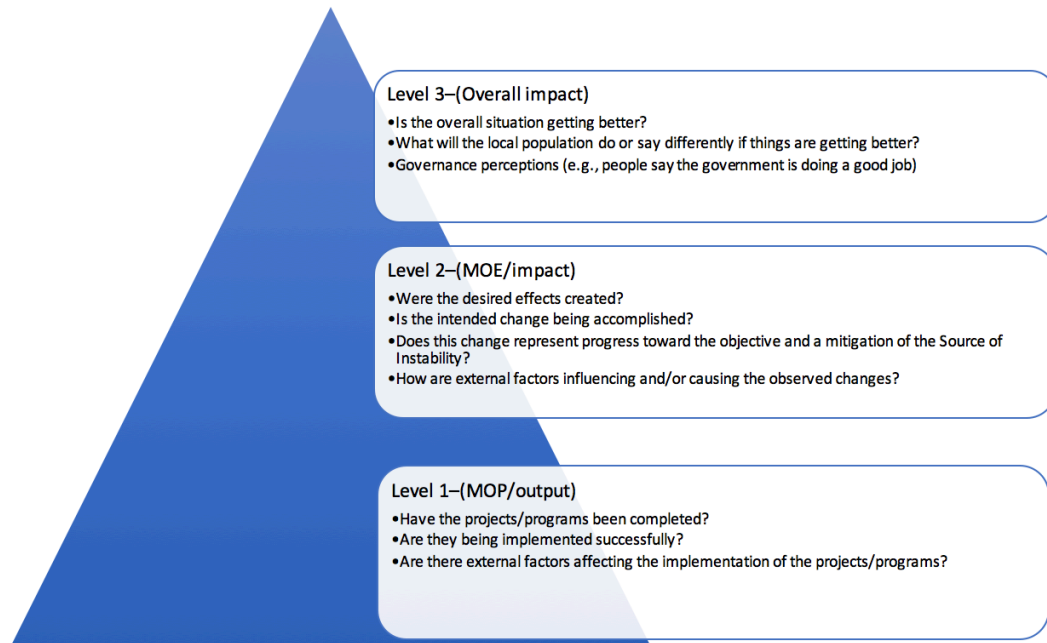 Level 3–(Overall impact)
•Is the overall situation getting better?
•What will the local population do or say differently if things are getting better?
•Governance perceptions (e.g., people say the government is doing a good job)
Level 2–(MOE/impact)
•Were the desired effects created?
•Is the intended change being accomplished?
•Does this change represent progress toward the objective and a mitigation of the Source of
Instability?
•How are external factors influencing and/or causing the observed changes?
Level 1–(MOP/output)
•Have the projects/programs been completed?
•Are they being implemented successfully?
•Are there external factors affecting the implementation of the projects/programs?